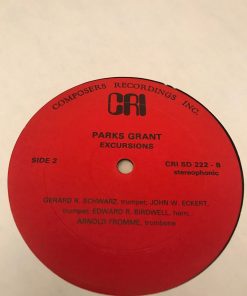 COMPOSERS RECORDINGS INC.
CRI
PARKS GRANT
EXCURSIONS
SIDE 2
CRI SD 222 - B
stereophonic
GERARD R. SCHWARZ, trumpet, JOHN W. ECKERT,
trumpet, EDWARD R. BIRDWELL, horn,
ARNOLD FROMME, trombone